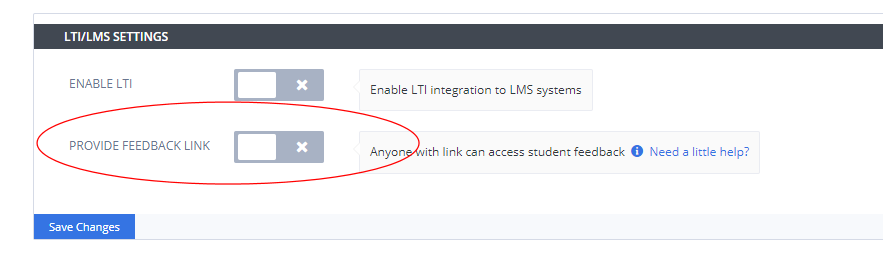 LTI/LMS SETTINGS
ENABLE LTI
Enable LTI integration to LMS systems
PROVIDE FEEDBACK LINK
Anyone with link can access student feedback Need a little help?
Save Changes